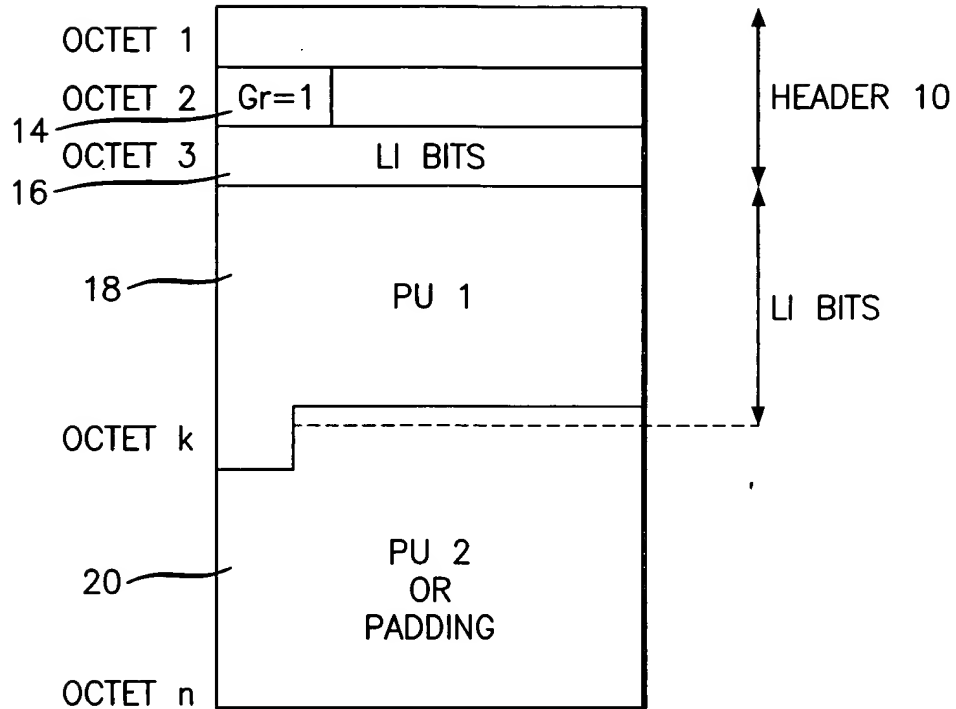 OCTET 1
OCTET 2
Gr=1
HEADER 10
14
OCTET 3
LI BITS
16
18
PU 1
LI BITS
OCTET k
20
PU 2
OR
PADDING
OCTET n